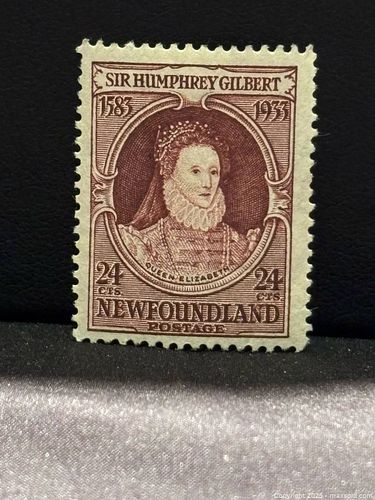 SIR HUMPHREY GILBERT
1583 1933
QUEEN ELIZABETH
24 CTS. 24 CTS
NEWFOUNDLAND
POSTAGE
Copyright 2025 - maxsold.com